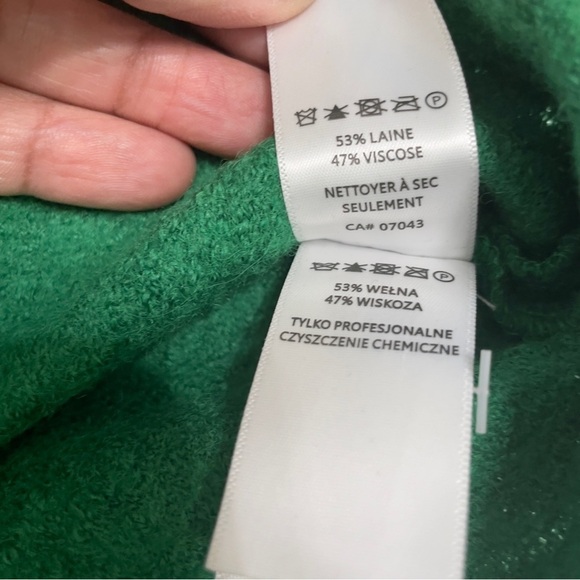 P
53% LAINE
47% VISCOSE
NETTOYER À SEC
SEULEMENT
CA# 07043
P
53% WEŁNA
47% WISKOZA
TYLKO PROFESJONALNE
CZYSZCZENIE CHEMICZNE